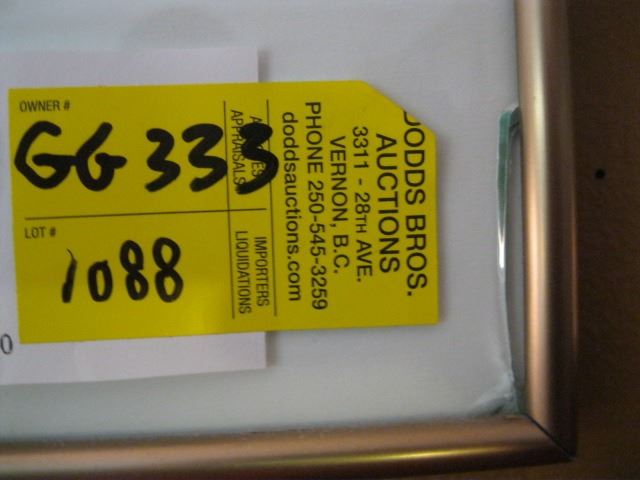 OWNER #
GG 333
LOT #
1088
APPRAISALS
IMPORTERS
LIQUIDATIONS
DODDS BROS.
AUCTIONS
3311 - 28TH AVE.
VERNON, B.C.
PHONE 250-545-3259
doddsauctions.com